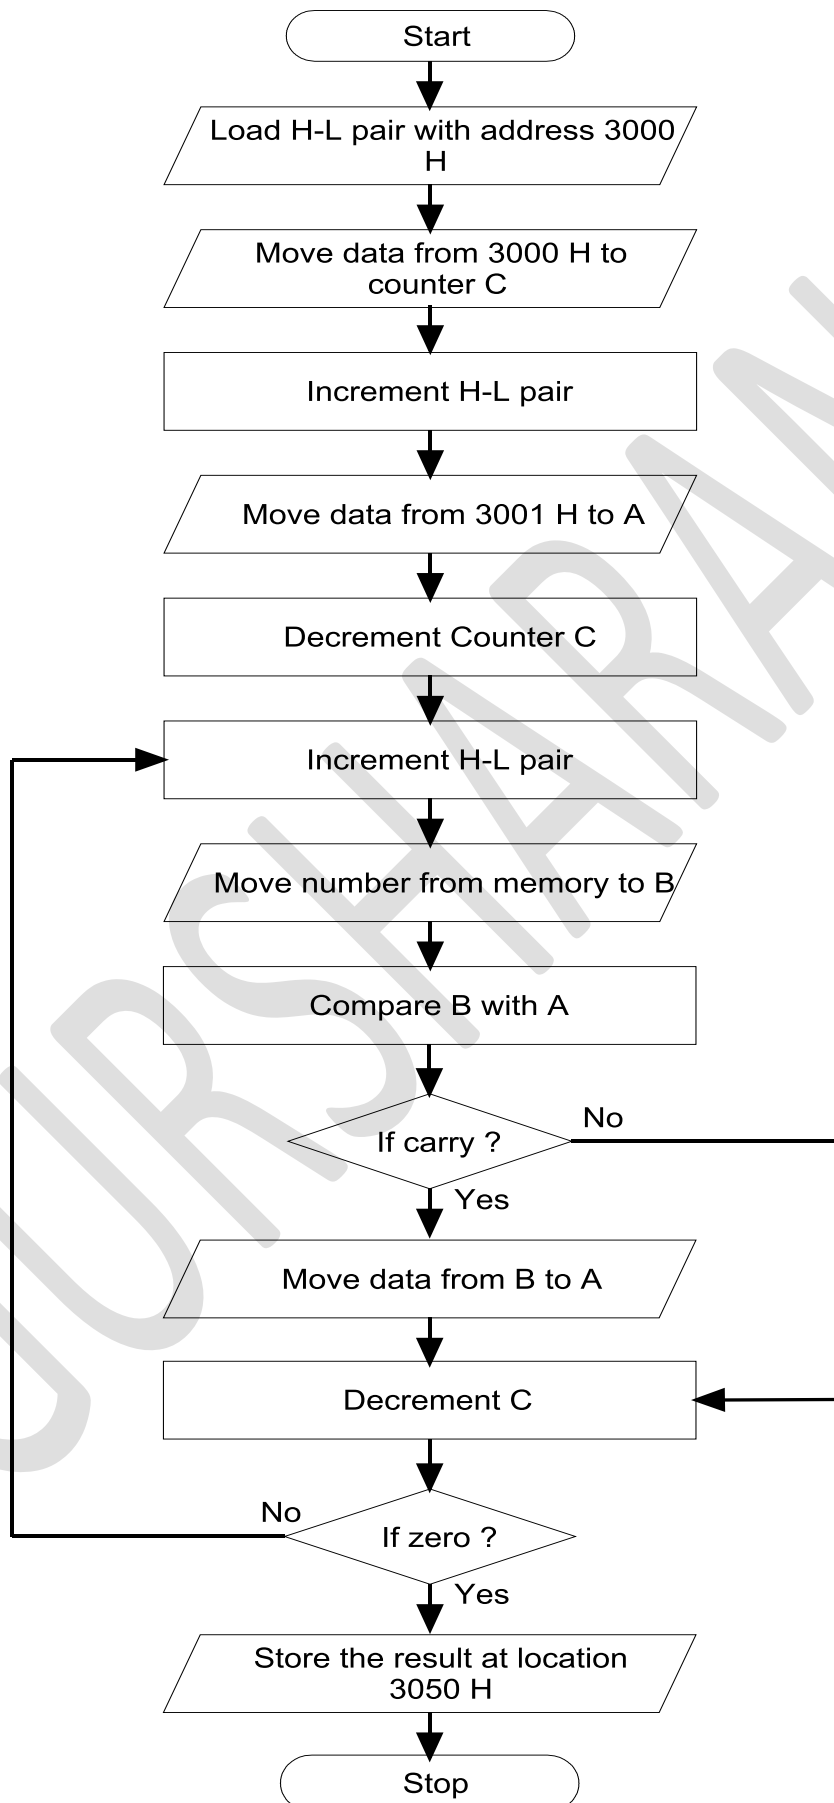 Start
Load H-L pair with address 3000
H
Move data from 3000 H to
counter C
Increment H-L pair
Move data from 3001 H to A
Decrement Counter C
Increment H-L pair
Move number from memory to B
Compare B with A
If carry ?
No
Yes
Move data from B to A
Decrement C
If zero ?
No
Yes
Store the result at location
3050 H
Stop